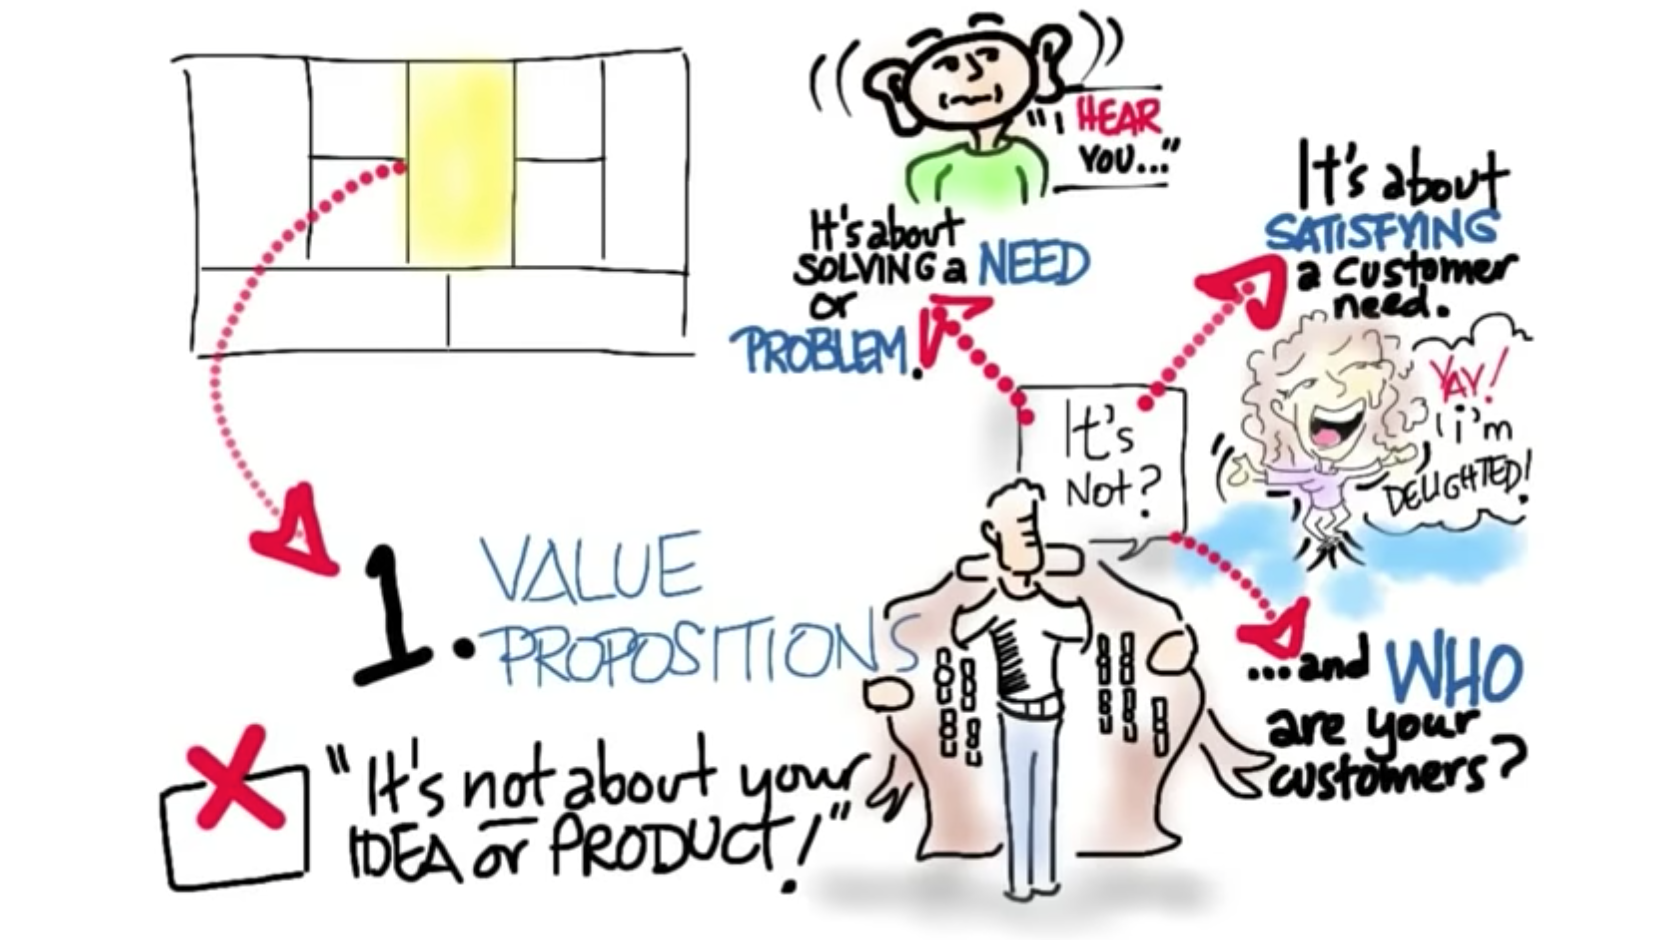 1.
VALUE
PROPOSITIONS
"It's not about your
IDEA or PRODUCT!"
"I HEAR
YOU..."
It's about
SOLVING a NEED
or
PROBLEM.
It's
NOT?
It's about
SATISFYING
a customer
need.
YAY!
i'm
DELIGHTED!
...and WHO
are your
customers?